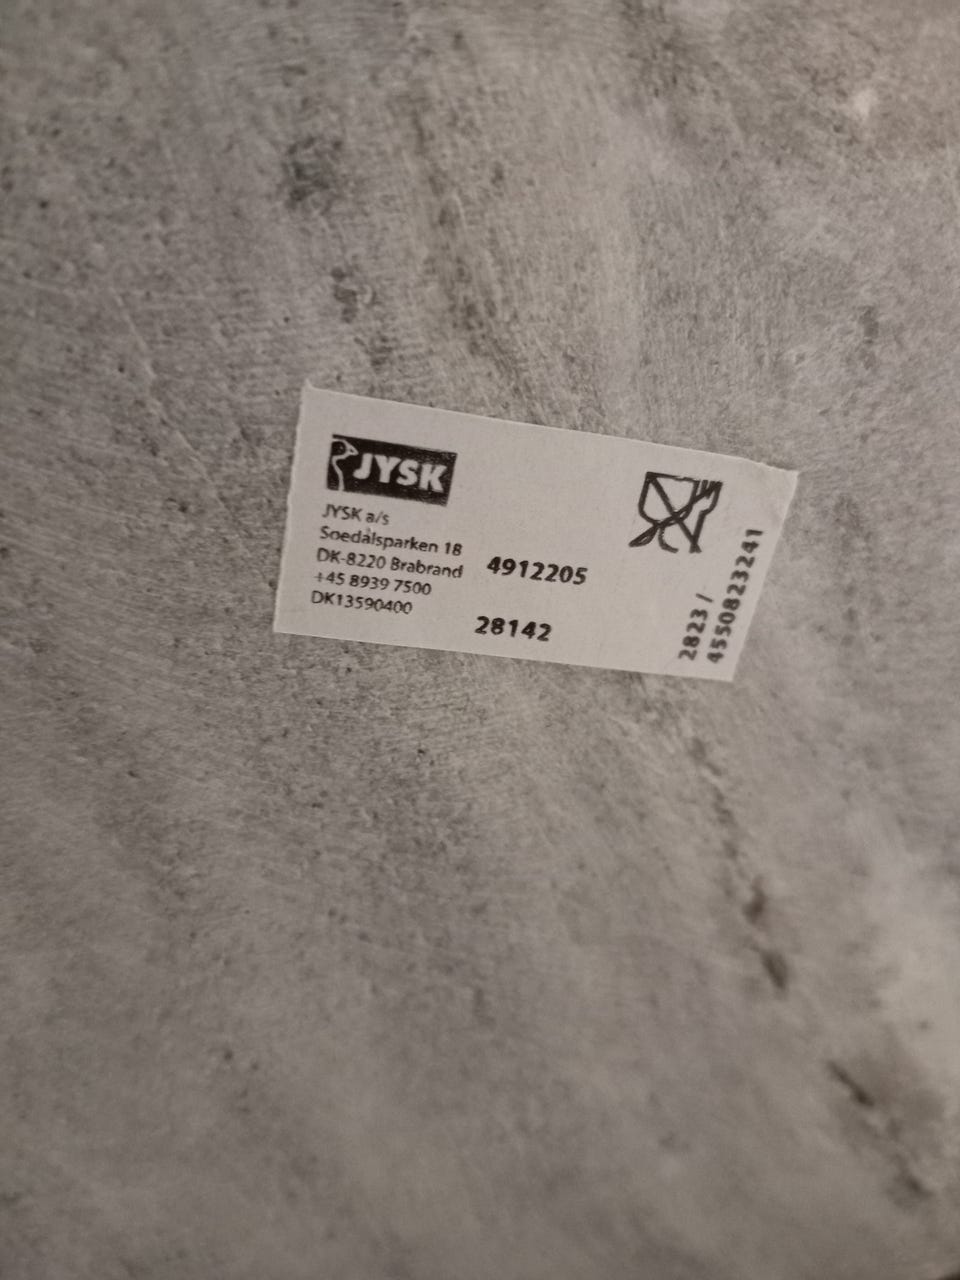 JYSK
JYSK a/s
Soedalsparken 18
DK-8220 Brabrand
+45 8939 7500
DK13590400
4912205
28142
2823 /
4550823241